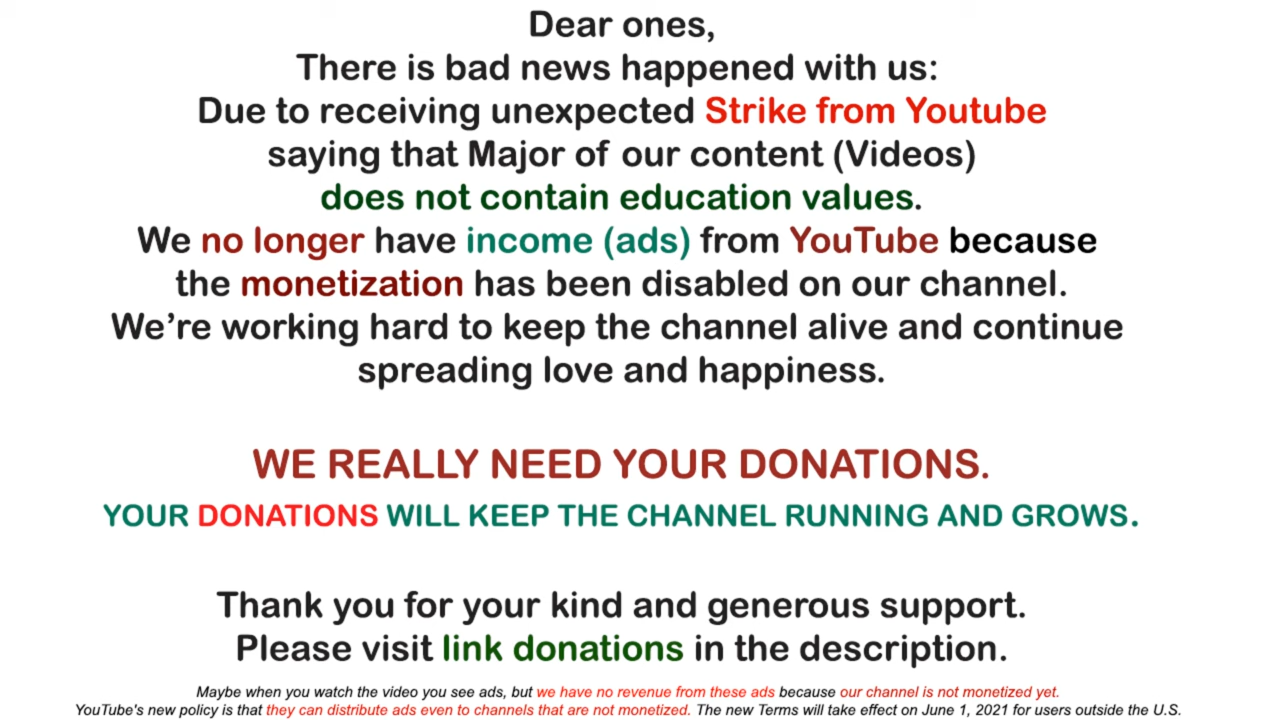 Dear ones,
There is bad news happened with us:
Due to receiving unexpected Strike from Youtube
saying that Major of our content (Videos)
does not contain education values.
We no longer have income (ads) from YouTube because
the monetization has been disabled on our channel.
We’re working hard to keep the channel alive and continue
spreading love and happiness.
WE REALLY NEED YOUR DONATIONS.
YOUR DONATIONS WILL KEEP THE CHANNEL RUNNING AND GROWS.
Thank you for your kind and generous support.
Please visit link donations in the description.
Maybe when you watch the video you see ads, but we have no revenue from these ads because our channel is not monetized yet.
YouTube's new policy is that they can distribute ads even to channels that are not monetized. The new Terms will take effect on June 1, 2021 for users outside the U.S.